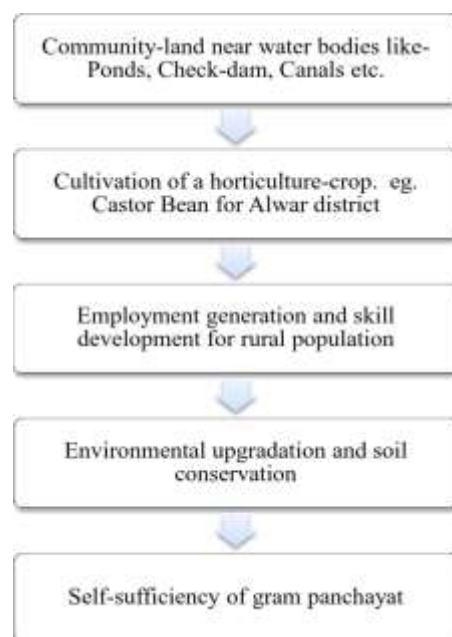 Community-land near water bodies like-
Ponds, Check-dam, Canals etc.
Cultivation of a horticulture-crop. eg.
Castor Bean for Alwar district
Employment generation and skill
development for rural population
Environmental upgradation and soil
conservation
Self-sufficiency of gram panchayat